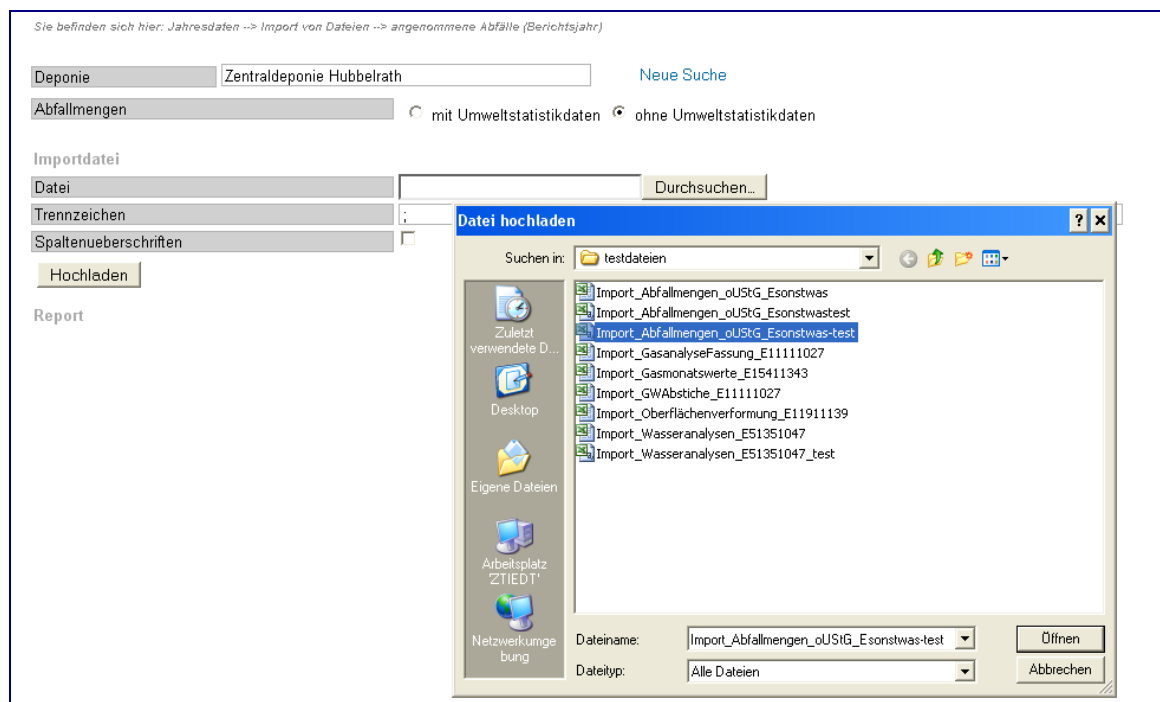 Sie befinden sich hier: Jahresdaten --> Import von Dateien --> angenommene Abfälle (Berichtsjahr)
Deponie Zentraldeponie Hubbelrath Neue Suche
Abfallmengen mit Umweltstatistikdaten ohne Umweltstatistikdaten
Importdatei
Datei Durchsuchen...
Trennzeichen ;
Spaltenueberschriften
Hochladen
Report
Datei hochladen
Suchen in: testdateien
Zuletzt
verwendete D...
Desktop
Eigene Dateien
Arbeitsplatz
'ZTIEDT'
Netzwerkumge
bung
Import_Abfallmengen_oUStG_Esonstwas
Import_Abfallmengen_oUStG_Esonstwastest
Import_Abfallmengen_oUStG_Esonstwas-test
Import_GasanalyseFassung_E11111027
Import_Gasmonatswerte_E15411343
Import_GWAbstiche_E11111027
Import_Oberflächenverformung_E11911139
Import_Wasseranalysen_E51351047
Import_Wasseranalysen_E51351047_test
Dateiname: Import_Abfallmengen_oUStG_Esonstwas-test Öffnen
Dateityp: Alle Dateien Abbrechen